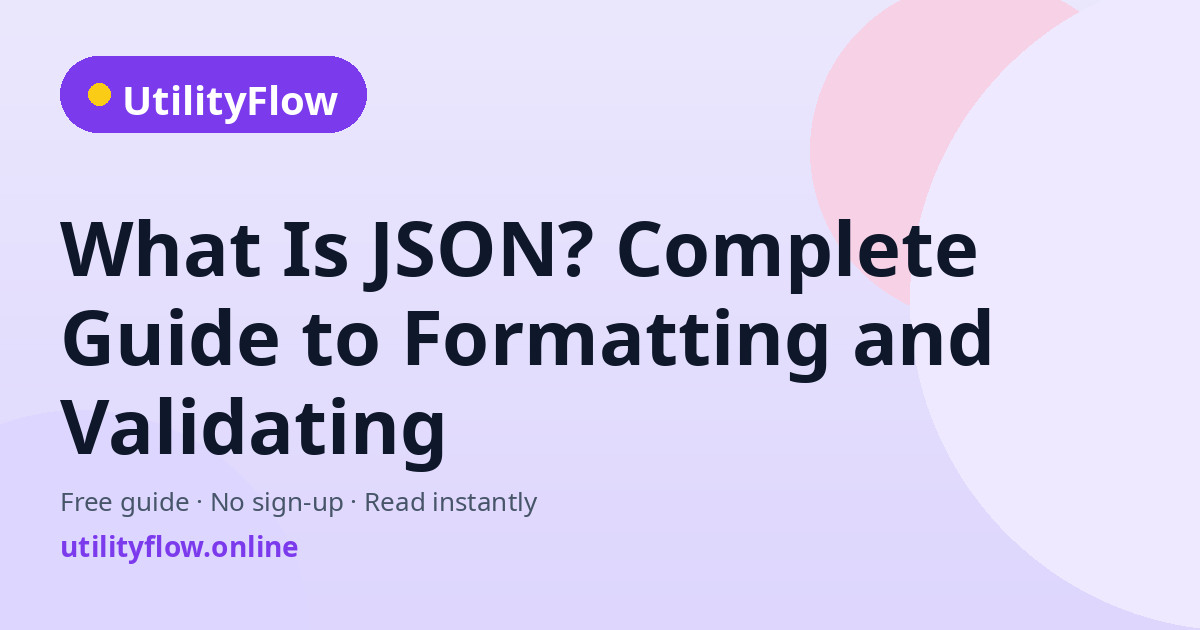 UtilityFlow
What Is JSON? Complete
Guide to Formatting and
Validating
Free guide · No sign-up · Read instantly
utilityflow.online